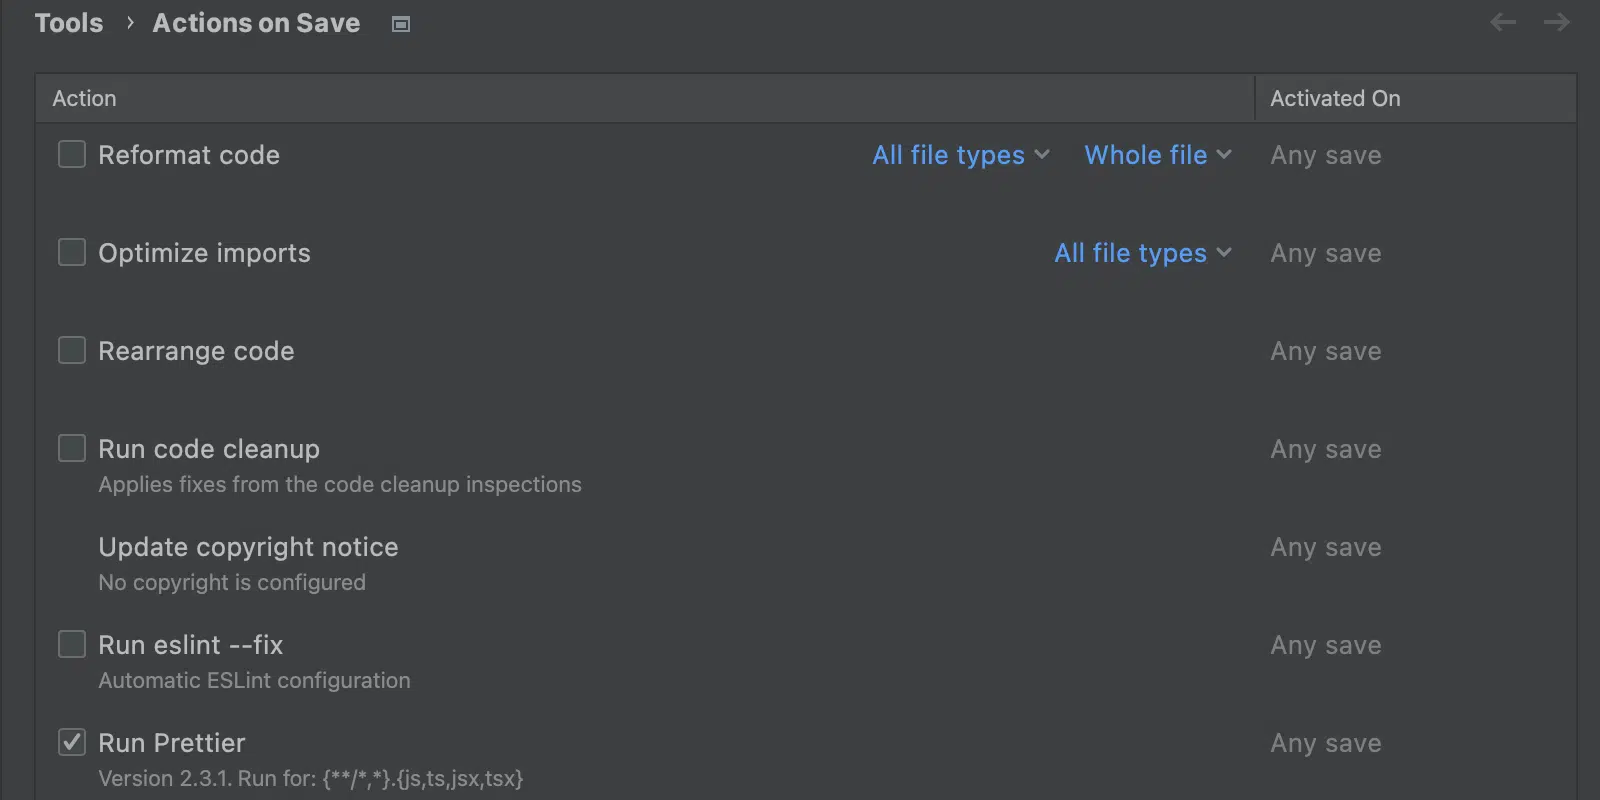 Tools › Actions on Save
Action Activated On
Reformat code All file types Whole file Any save
Optimize imports All file types Any save
Rearrange code Any save
Run code cleanup Any save
Applies fixes from the code cleanup inspections
Update copyright notice Any save
No copyright is configured
Run eslint --fix Any save
Automatic ESLint configuration
Run Prettier Any save
Version 2.3.1. Run for: {**/*,*}.{js,ts,jsx,tsx}